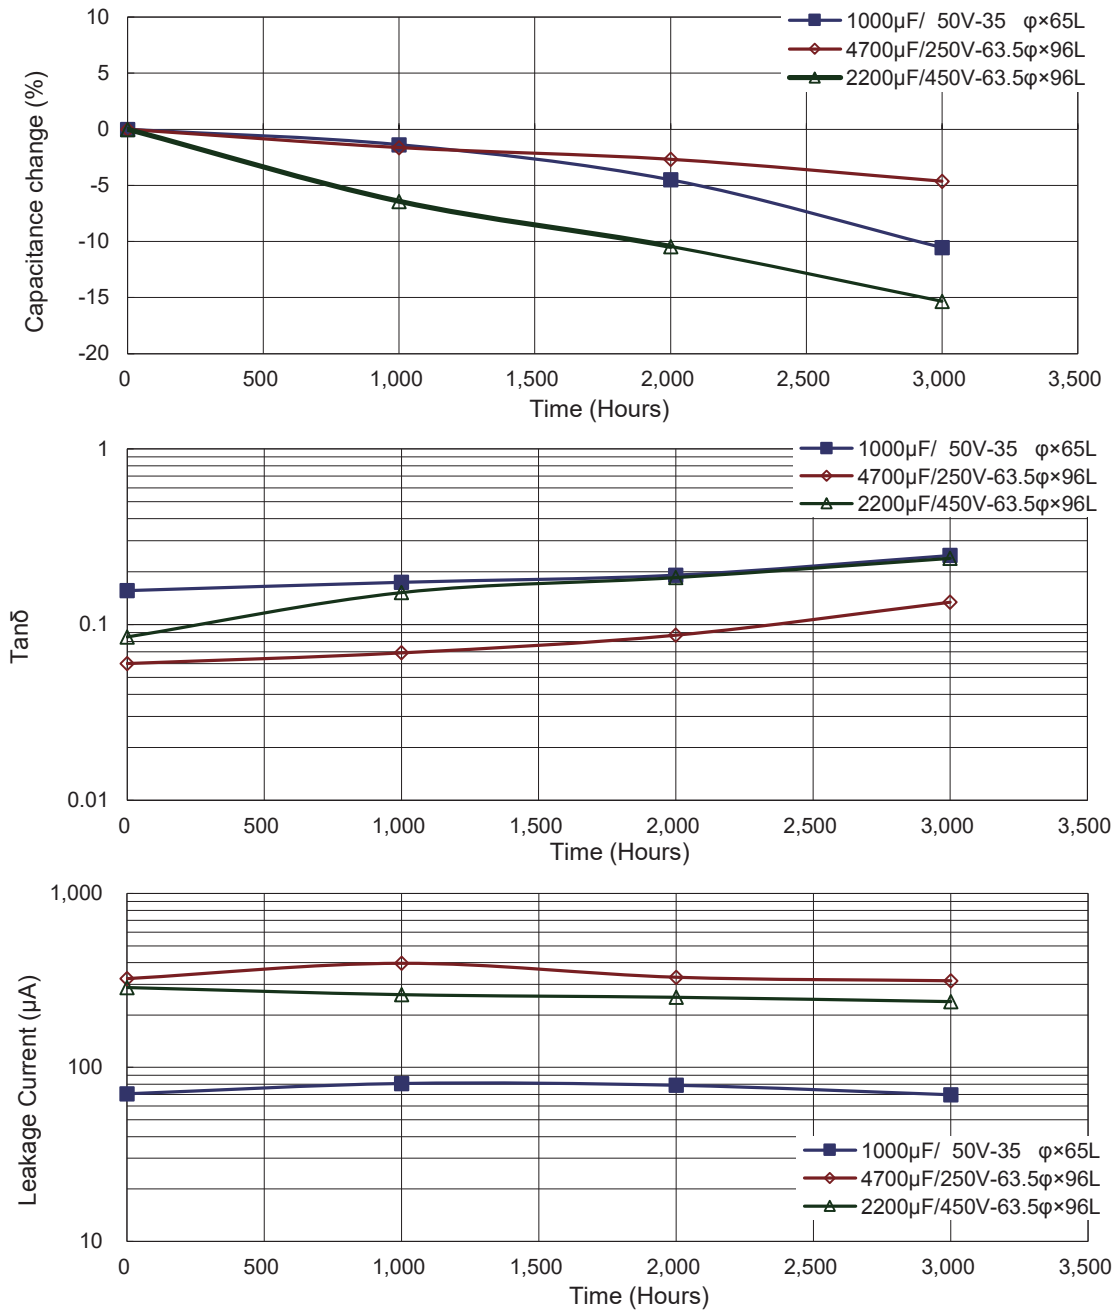 10
5
0
-5
-10
-15
-20
Capacitance change (%)
1000μF/ 50V-35 φ×65L
4700μF/250V-63.5φ×96L
2200μF/450V-63.5φ×96L
0 500 1,000 1,500 2,000 2,500 3,000 3,500
Time (Hours)
1
0.1
0.01
Tanδ
1000μF/ 50V-35 φ×65L
4700μF/250V-63.5φ×96L
2200μF/450V-63.5φ×96L
0 500 1,000 1,500 2,000 2,500 3,000 3,500
Time (Hours)
1,000
100
10
Leakage Current (μA)
1000μF/ 50V-35 φ×65L
4700μF/250V-63.5φ×96L
2200μF/450V-63.5φ×96L
0 500 1,000 1,500 2,000 2,500 3,000 3,500
Time (Hours)